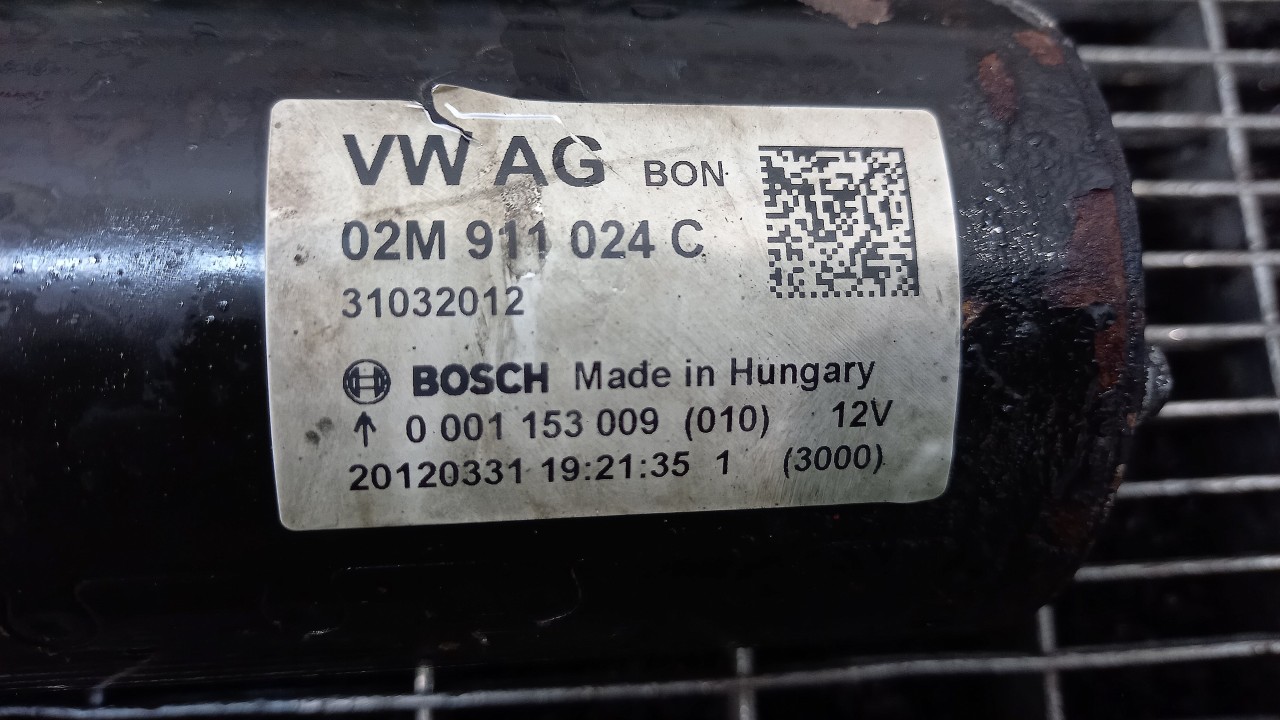 VW AG BON
02M 911 024 C
31032012
BOSCH Made in Hungary
↑ 0 001 153 009 (010) 12V
20120331 19:21:35 1 (3000)